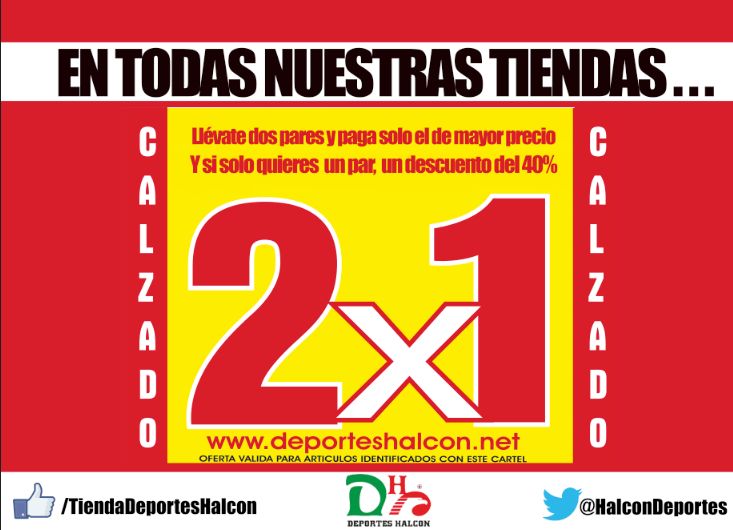 EN TODAS NUESTRAS TIENDAS...
CALZADO
Llévate dos pares y paga solo el de mayor precio
Y si solo quieres un par, un descuento del 40%
2x1
CALZADO
www.deporteshalcon.net
OFERTA VALIDA PARA ARTICULOS IDENTIFICADOS CON ESTE CARTEL
/TiendaDeportesHalcon
DH
DEPORTES HALCON
@HalconDeportes